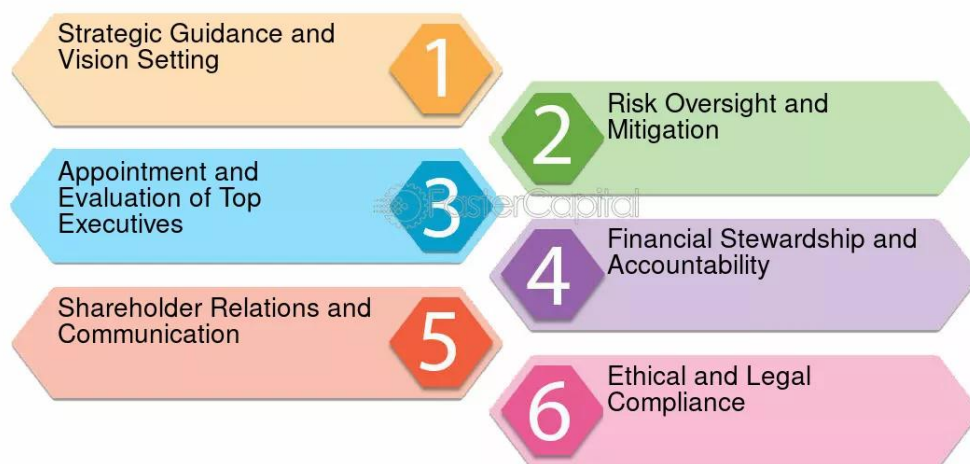 Strategic Guidance and
Vision Setting
1
2
Risk Oversight and
Mitigation
Appointment and
Evaluation of Top
Executives
3
FasterCapital
4
Financial Stewardship and
Accountability
Shareholder Relations and
Communication
5
6
Ethical and Legal
Compliance